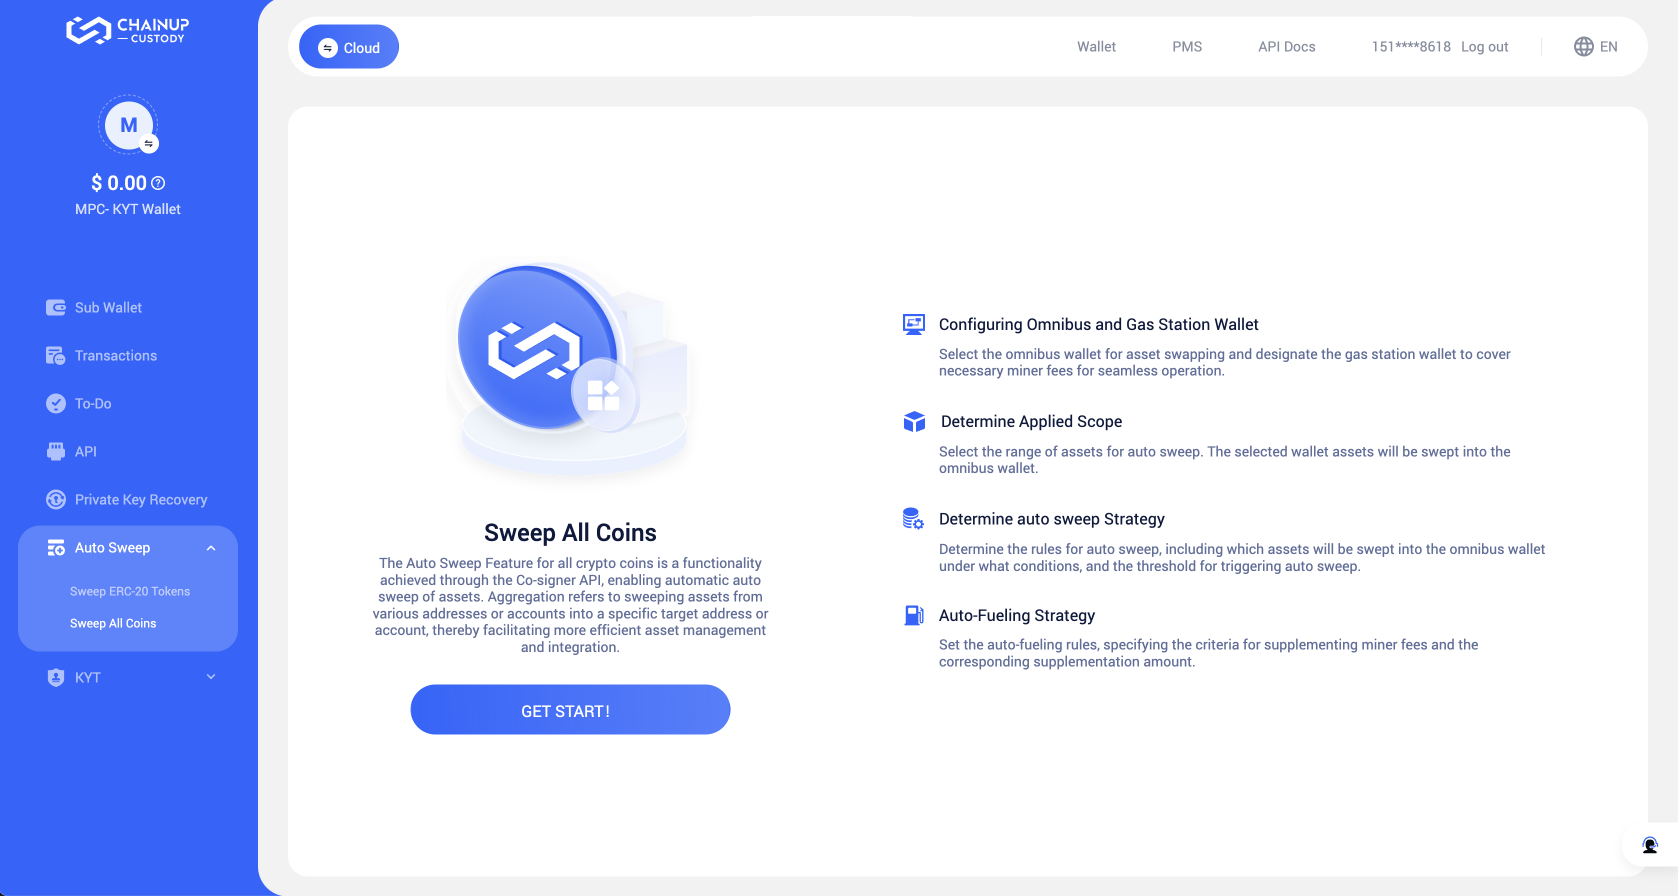 CHAINUP
CUSTODY
M
$ 0.00
MPC- KYT Wallet
Sub Wallet
Transactions
To-Do
API
Private Key Recovery
Auto Sweep
Sweep ERC-20 Tokens
Sweep All Coins
KYT
Cloud
Wallet
PMS
API Docs
151****8618 Log out
EN
Sweep All Coins
The Auto Sweep Feature for all crypto coins is a functionality
achieved through the Co-signer API, enabling automatic auto
sweep of assets. Aggregation refers to sweeping assets from
various addresses or accounts into a specific target address or
account, thereby facilitating more efficient asset management
and integration.
GET START!
Configuring Omnibus and Gas Station Wallet
Select the omnibus wallet for asset swapping and designate the gas station wallet to cover
necessary miner fees for seamless operation.
Determine Applied Scope
Select the range of assets for auto sweep. The selected wallet assets will be swept into the
omnibus wallet.
Determine auto sweep Strategy
Determine the rules for auto sweep, including which assets will be swept into the omnibus wallet
under what conditions, and the threshold for triggering auto sweep.
Auto-Fueling Strategy
Set the auto-fueling rules, specifying the criteria for supplementing miner fees and the
corresponding supplementation amount.